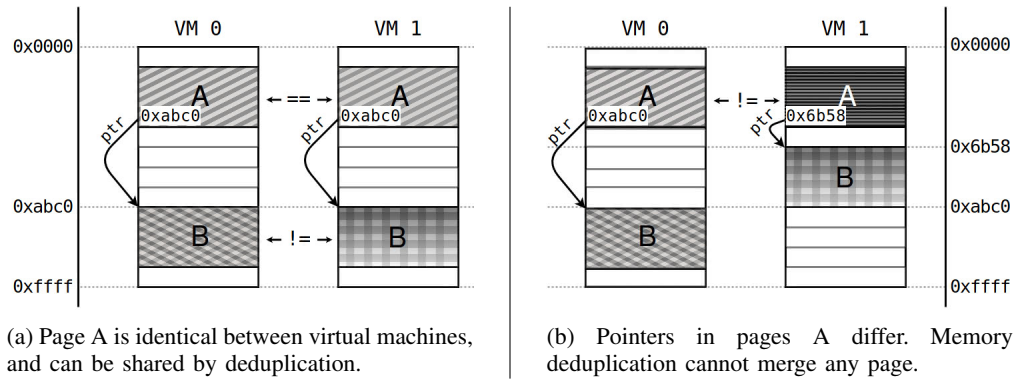 VM 0
VM 1
0x0000
A
== 
A
0xabc0
0xabc0
ptr
ptr
0xabc0
B
!=
B
0xffff
(a) Page A is identical between virtual machines,
and can be shared by deduplication.
VM 0
VM 1
0x0000
A
!=
A
0xabc0
0x6b58
ptr
ptr
0x6b58
B
0xabc0
B
0xffff
(b) Pointers in pages A differ. Memory
deduplication cannot merge any page.